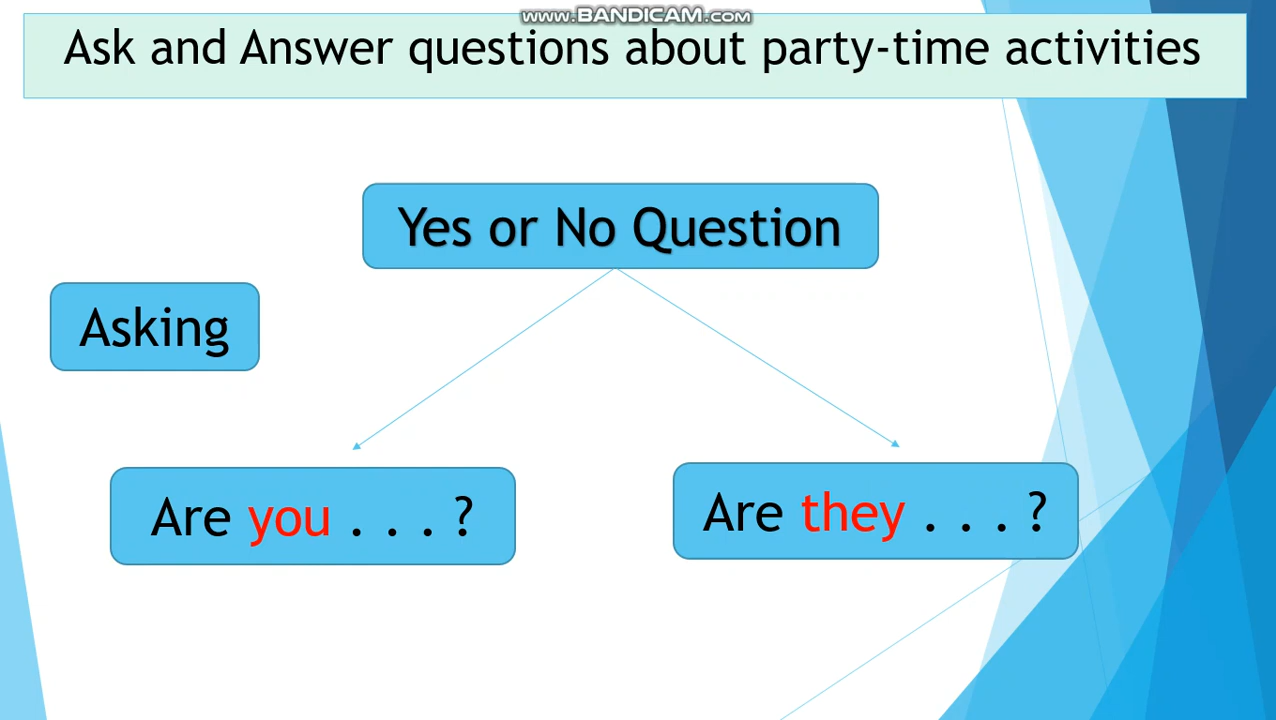 www.BANDICAM.com
Ask and Answer questions about party-time activities
Yes or No Question
Asking
Are you . . . ?
Are they . . . ?